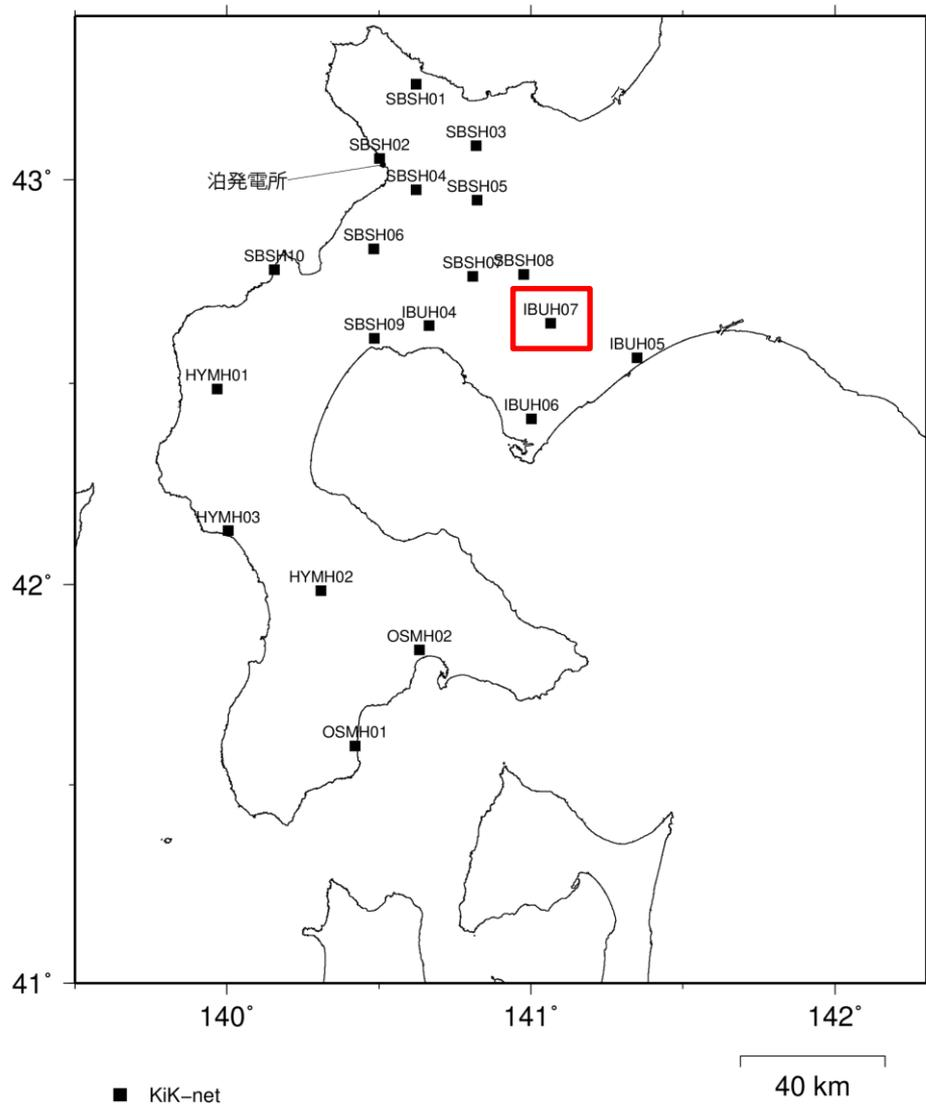 SBSH01
SBSH03
SBSH02
泊発電所
SBSH04
SBSH05
SBSH06
SBSH10
SBSH07
SBSH08
IBUH07
IBUH04
SBSH09
IBUH05
HYMH01
IBUH06
HYMH03
HYMH02
OSMH02
OSMH01
43°
42°
41°
140°
141°
142°
KiK-net
40 km